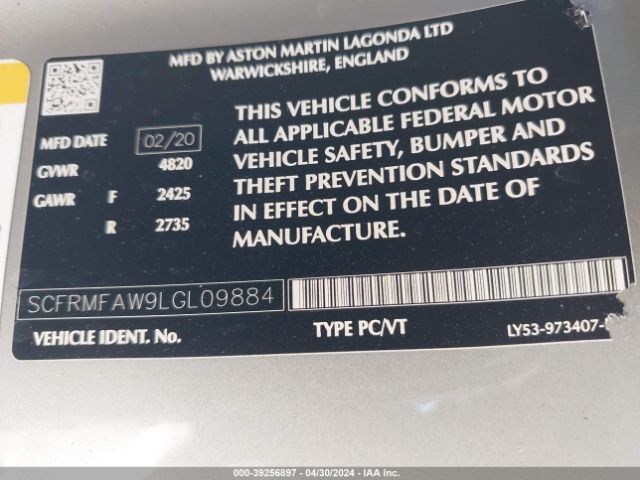 MFD BY ASTON MARTIN LAGONDA LTD
WARWICKSHIRE, ENGLAND
MFD DATE 02/20
GVWR 4820
GAWR F 2425
R 2735
THIS VEHICLE CONFORMS TO
ALL APPLICABLE FEDERAL MOTOR
VEHICLE SAFETY, BUMPER AND
THEFT PREVENTION STANDARDS
IN EFFECT ON THE DATE OF
MANUFACTURE.
SCFRMFAW9LGL09884
VEHICLE IDENT. No.
TYPE PC/VT
LY53-973407-
000-39256897 - 04/30/2024 - IAA Inc.